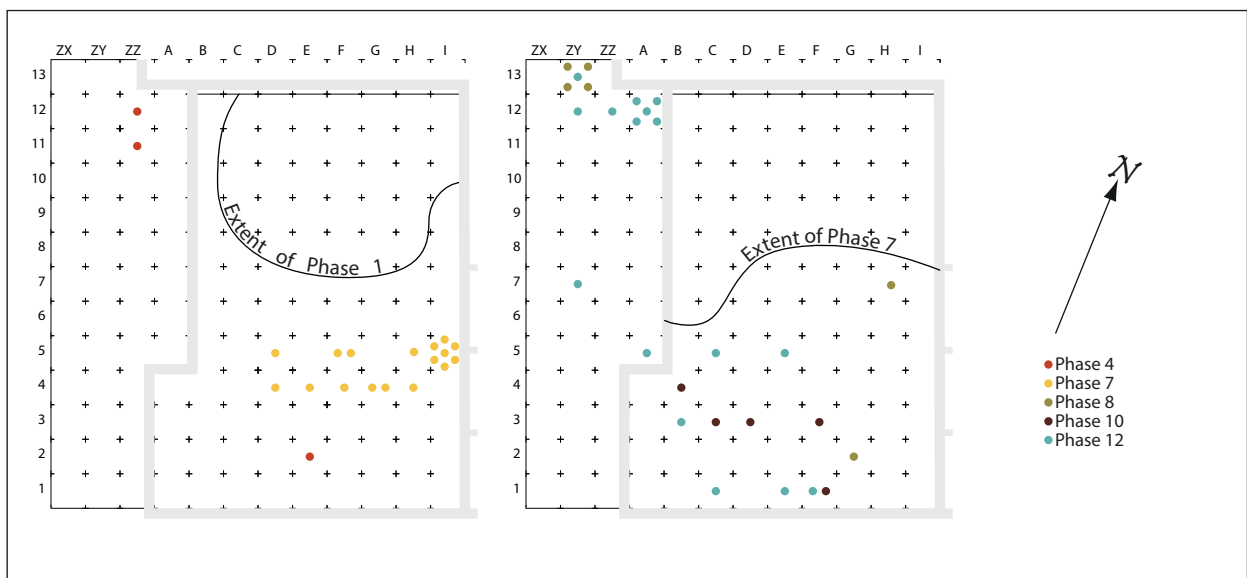 ZX ZY ZZ A B C D E F G H I
13
12
11
10
9
8
7
6
5
4
3
2
1
Extent of Phase 1
ZX ZY ZZ A B C D E F G H I
13
12
11
10
9
8
7
6
5
4
3
2
1
Extent of Phase 7
N
Phase 4
Phase 7
Phase 8
Phase 10
Phase 12